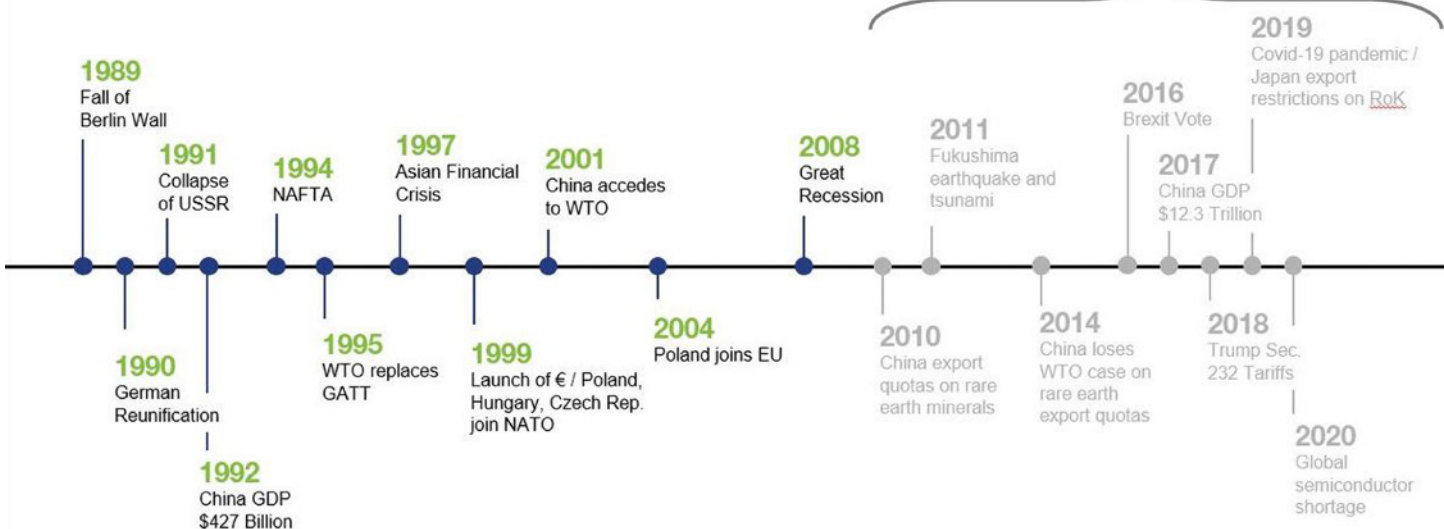 1989
Fall of
Berlin Wall
1990
German
Reunification
1991
Collapse
of USSR
1992
China GDP
$427 Billion
1994
NAFTA
1995
WTO replaces
GATT
1997
Asian Financial
Crisis
1999
Launch of € / Poland,
Hungary, Czech Rep.
join NATO
2001
China accedes
to WTO
2004
Poland joins EU
2008
Great
Recession
2010
China export
quotas on rare
earth minerals
2011
Fukushima
earthquake and
tsunami
2014
China loses
WTO case on
rare earth
export quotas
2016
Brexit Vote
2017
China GDP
$12.3 Trillion
2018
Trump Sec.
232 Tariffs
2019
Covid-19 pandemic /
Japan export
restrictions on RoK
2020
Global
semiconductor
shortage